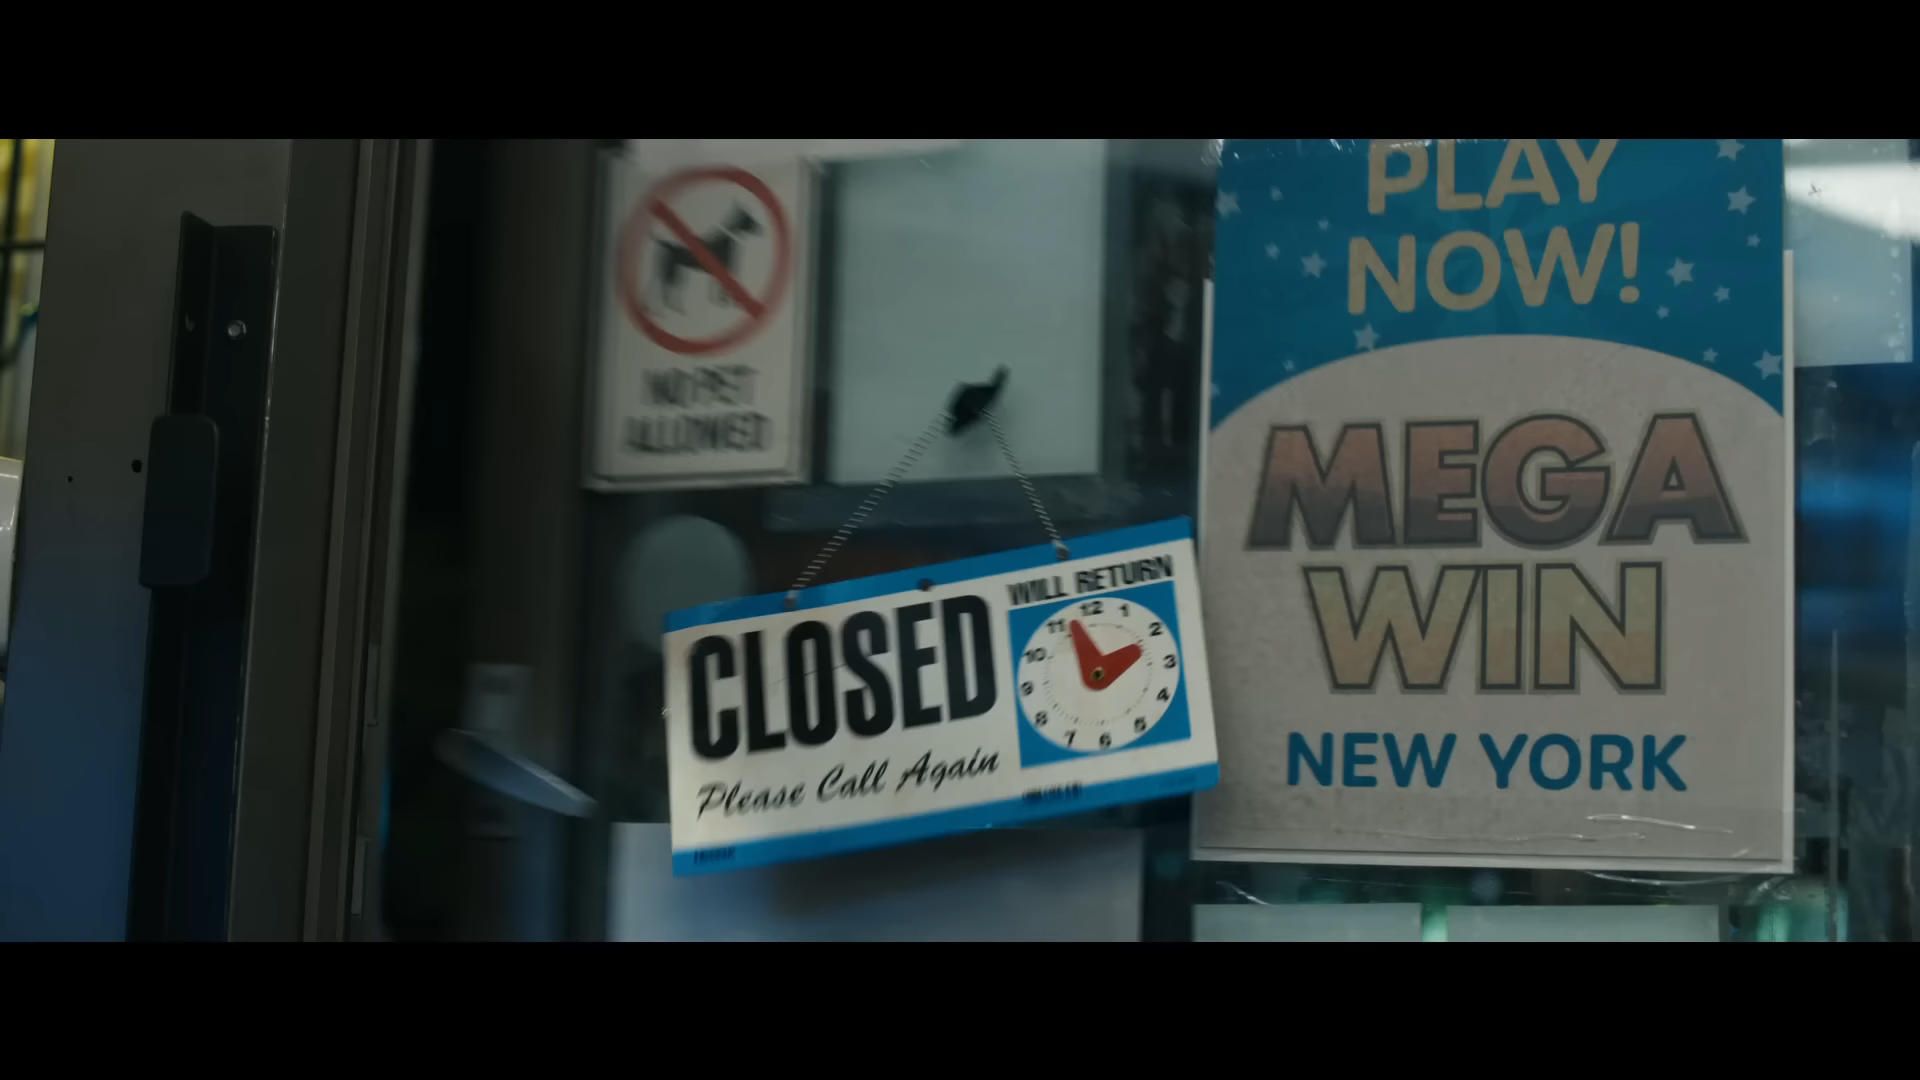 NO PET
ALLOWED
PLAY
NOW!
MEGA
WIN
NEW YORK
WILL RETURN
CLOSED
Please Call Again
12
1
2
3
4
5
6
7
8
9
10
11